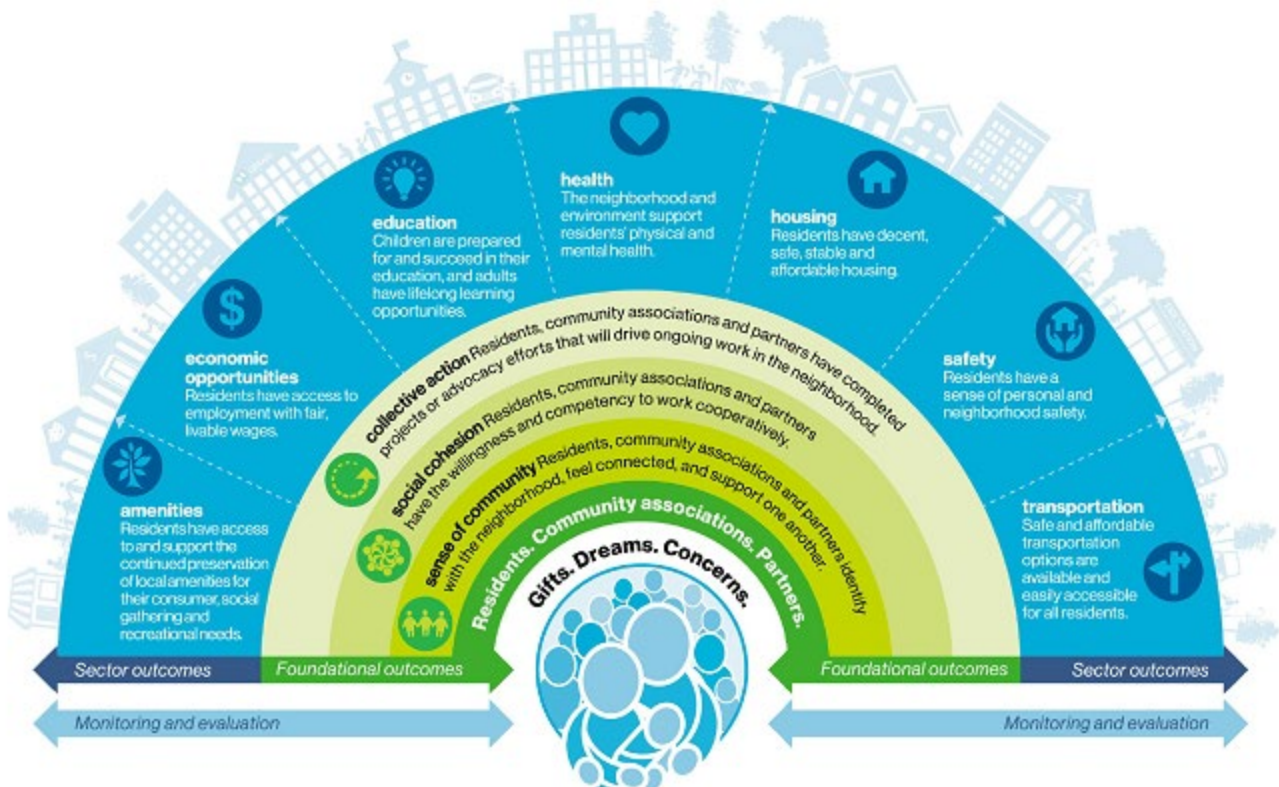 health
The neighborhood and
environment support
residents' physical and
mental health.
education
Children are prepared
for and succeed in their
education, and adults
have lifelong learning
opportunities.
housing
Residents have decent,
safe, stable and
affordable housing.
economic
opportunities
Residents have access to
employment with fair,
livable wages.
safety
Residents have a
sense of personal and
neighborhood safety.
amenities
Residents have access
to and support the
continued preservation
of local amenities for
their consumer, social
gathering and
recreational needs.
transportation
Safe and affordable
transportation
options are
available and
easily accessible
for all residents.
collective action Residents, community associations and partners have completed
projects or advocacy efforts that will drive ongoing work in the neighborhood.
social cohesion Residents, community associations and partners
have the willingness and competency to work cooperatively.
sense of community Residents, community associations and partners identity
with the neighborhood, feel connected, and support one another.
Residents. Community associations. Partners.
Gifts. Dreams. Concerns.
Sector outcomes
Foundational outcomes
Foundational outcomes
Sector outcomes
Monitoring and evaluation
Monitoring and evaluation